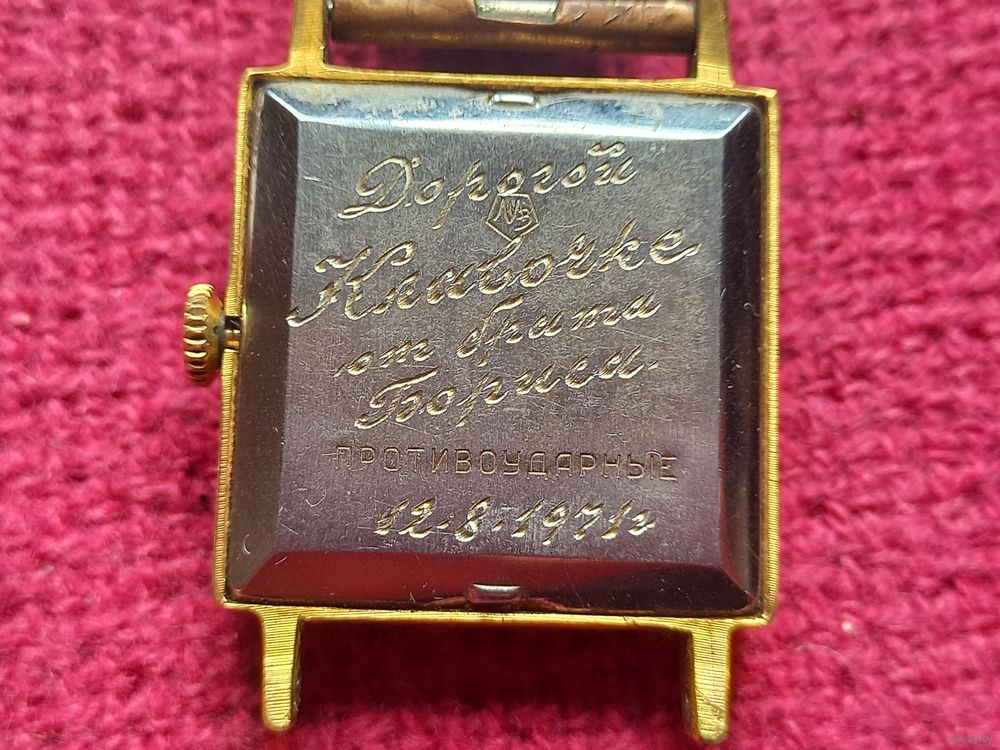 Дорогой
Клавочке
от брата
Бориса.
ПРОТИВОУДАРНЫЕ
12.8.1971г